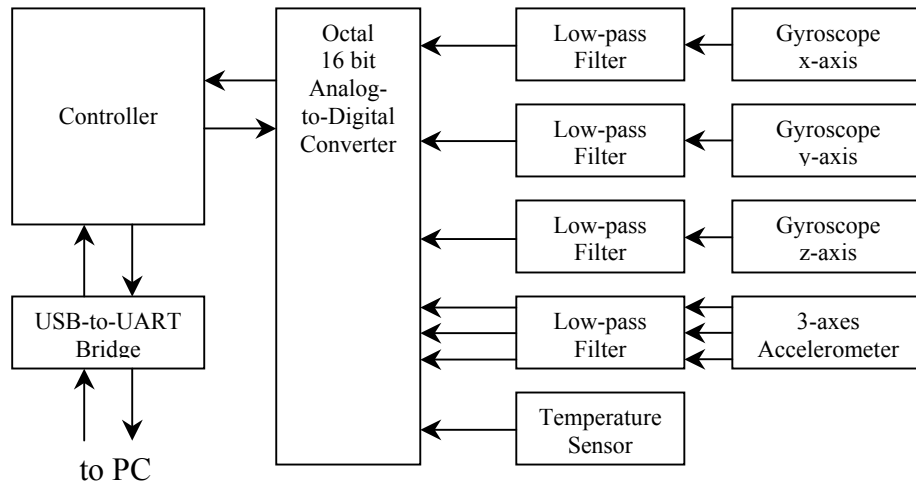 Controller
USB-to-UART
Bridge
to PC
Octal
16 bit
Analog-
to-Digital
Converter
Low-pass
Filter
Gyroscope
x-axis
Low-pass
Filter
Gyroscope
y-axis
Low-pass
Filter
Gyroscope
z-axis
Low-pass
Filter
3-axes
Accelerometer
Temperature
Sensor